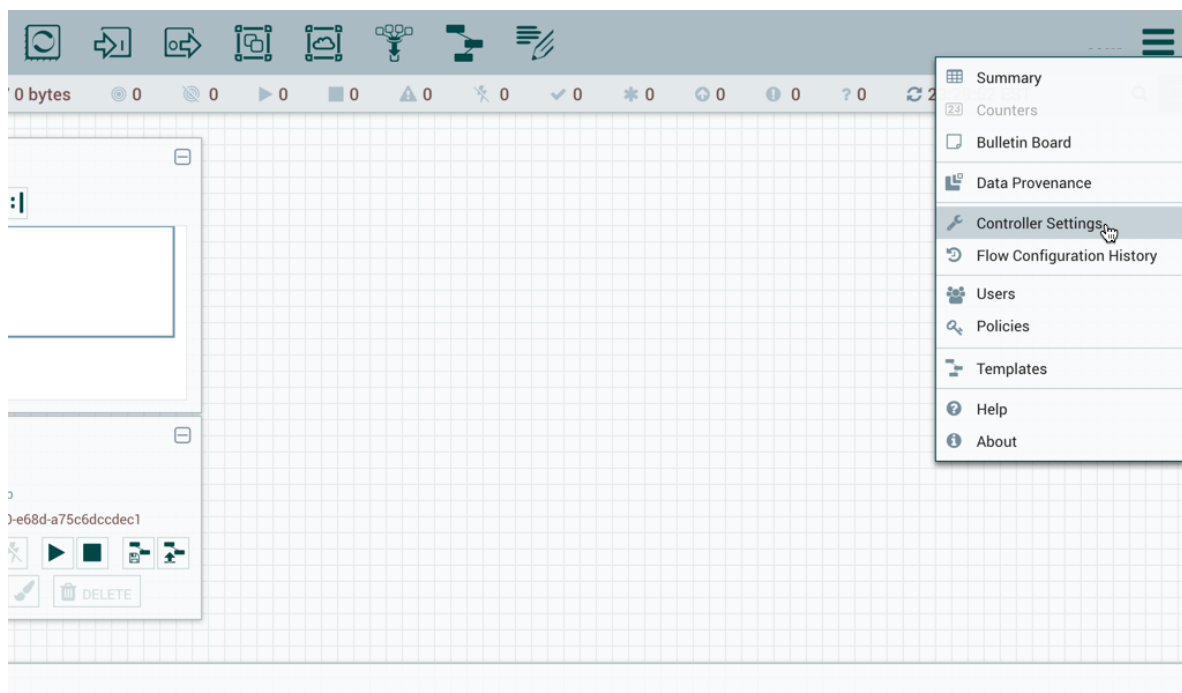 0 bytes 0 0 0 0 0 0 0 0 0 0 ? 0 2
Summary
Counters
Bulletin Board
Data Provenance
Controller Settings
Flow Configuration History
Users
Policies
Templates
Help
About
-e68d-a75c6dccdec1
DELETE